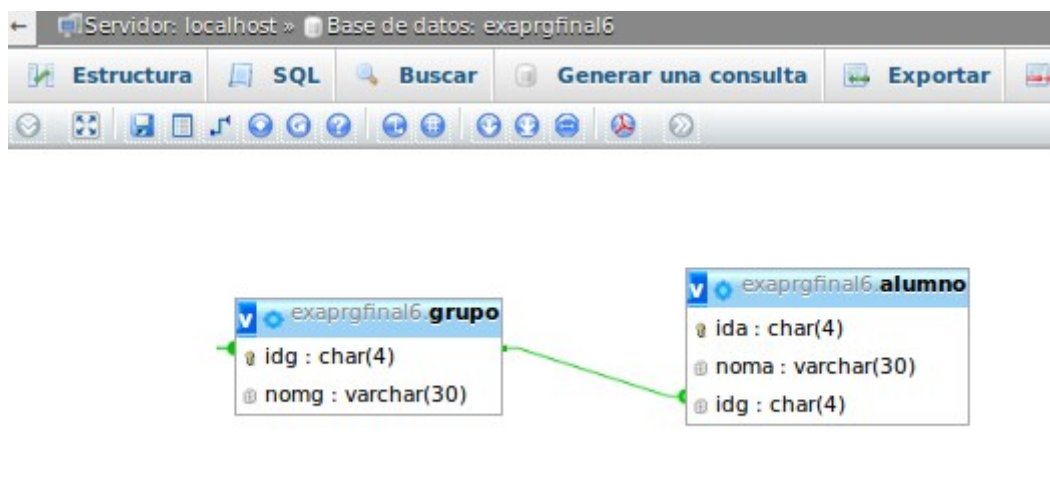 Servidor: localhost » Base de datos: exaprgfinal6
Estructura SQL Buscar Generar una consulta Exportar
exaprgfinal6.grupo
idg : char(4)
nomg : varchar(30)
exaprgfinal6.alumno
ida : char(4)
noma : varchar(30)
idg : char(4)